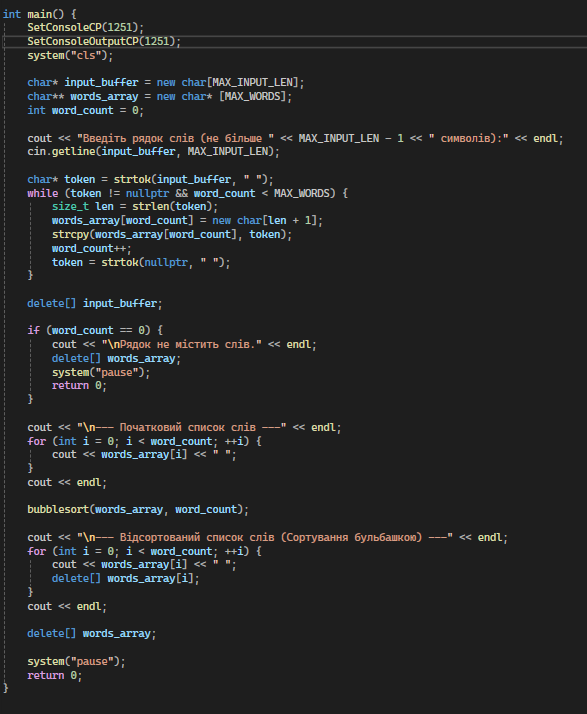 int main() {
SetConsoleCP(1251);
SetConsoleOutputCP(1251);
system("cls");
char* input_buffer = new char[MAX_INPUT_LEN];
char** words_array = new char* [MAX_WORDS];
int word_count = 0;
cout << "Введіть рядок слів (не більше " << MAX_INPUT_LEN - 1 << " символів):" << endl;
cin.getline(input_buffer, MAX_INPUT_LEN);
char* token = strtok(input_buffer, " ");
while (token != nullptr && word_count < MAX_WORDS) {
size_t len = strlen(token);
words_array[word_count] = new char[len + 1];
strcpy(words_array[word_count], token);
word_count++;
token = strtok(nullptr, " ");
}
delete[] input_buffer;
if (word_count == 0) {
cout << "\nРядок не містить слів." << endl;
delete[] words_array;
system("pause");
return 0;
}
cout << "\n--- Початковий список слів ---" << endl;
for (int i = 0; i < word_count; ++i) {
cout << words_array[i] << " ";
}
cout << endl;
bubblesort(words_array, word_count);
cout << "\n--- Відсортований список слів (Сортування бульбашкою) ---" << endl;
for (int i = 0; i < word_count; ++i) {
cout << words_array[i] << " ";
delete[] words_array[i];
}
cout << endl;
delete[] words_array;
system("pause");
return 0;
}